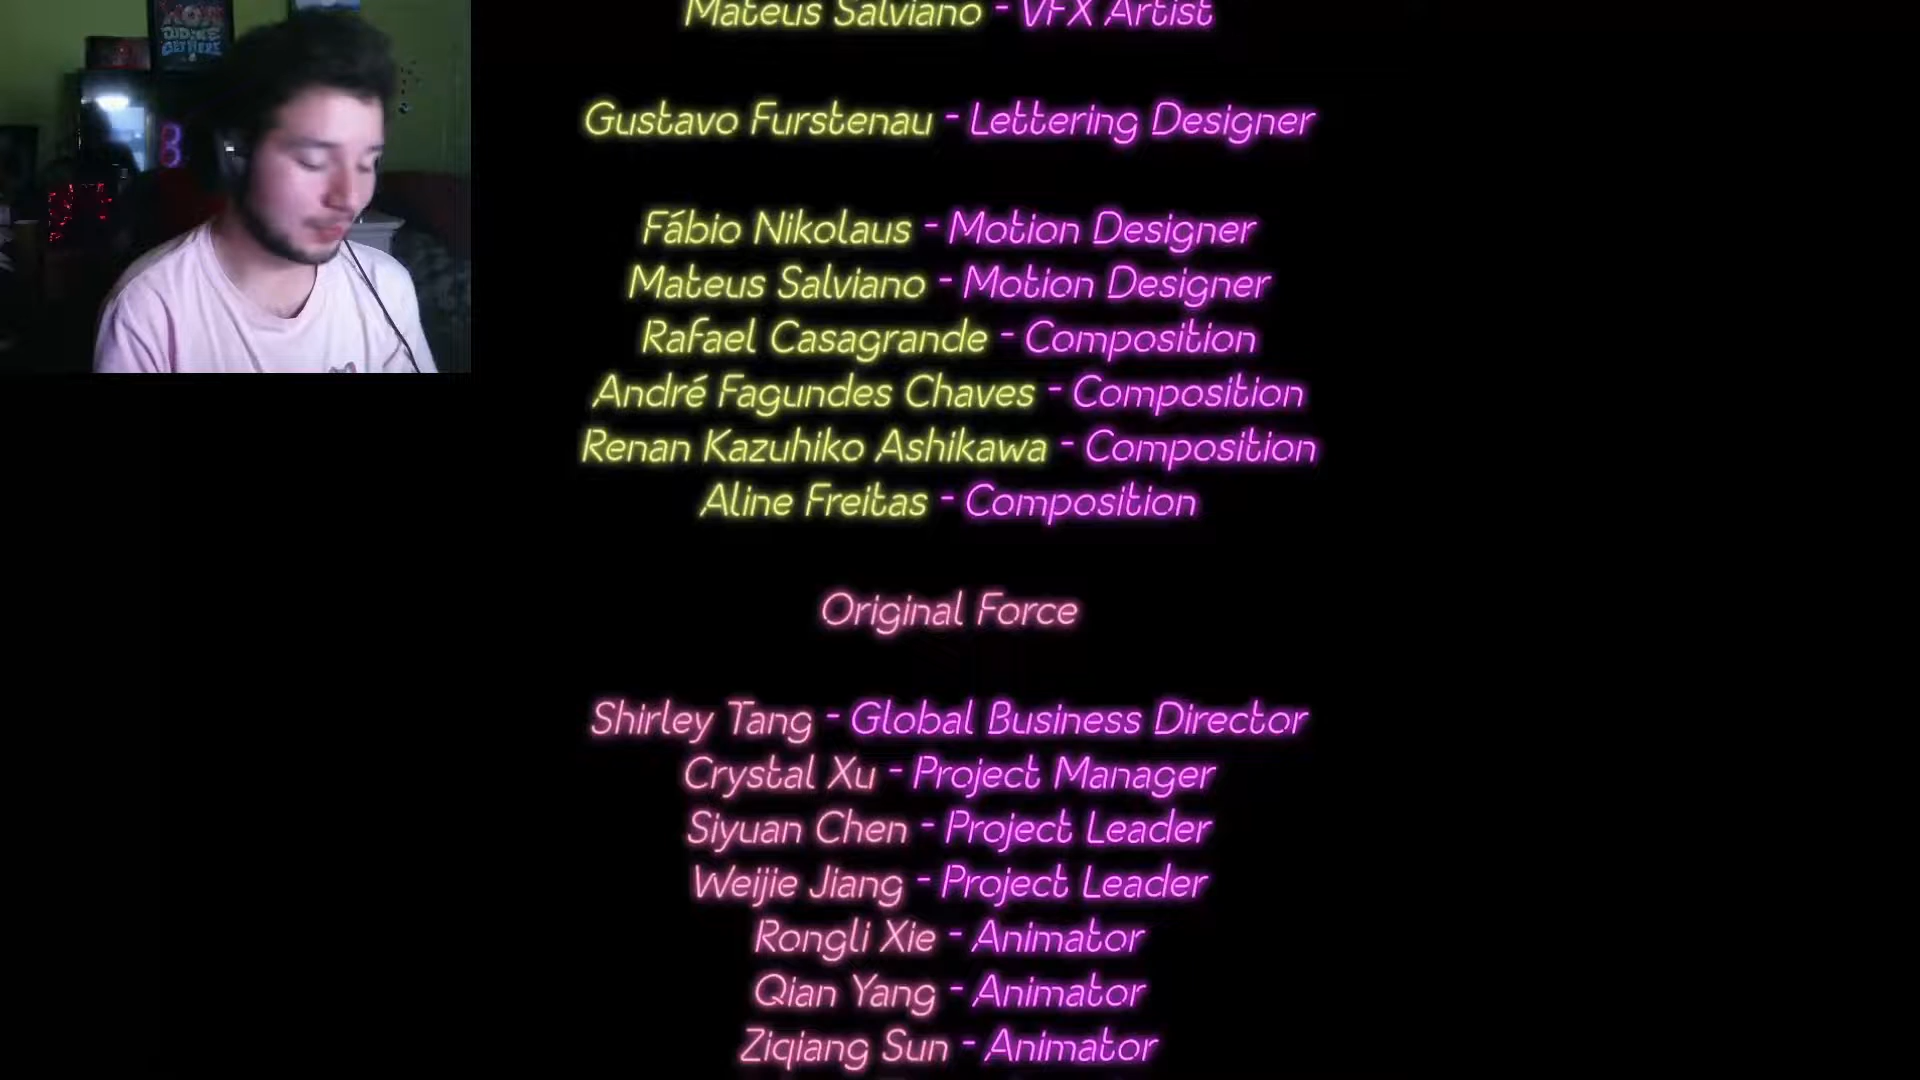 Mateus Salviano - VFX Artist
Gustavo Furstenau - Lettering Designer
Fábio Nikolaus - Motion Designer
Mateus Salviano - Motion Designer
Rafael Casagrande - Composition
André Fagundes Chaves - Composition
Renan Kazuhiko Ashikawa - Composition
Aline Freitas - Composition
Original Force
Shirley Tang - Global Business Director
Crystal Xu - Project Manager
Siyuan Chen - Project Leader
Weijie Jiang - Project Leader
Rongli Xie - Animator
Qian Yang - Animator
Ziqiang Sun - Animator